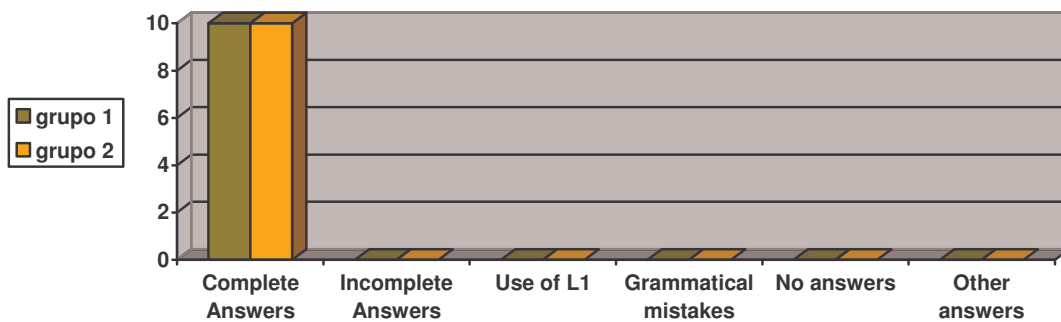 10
8
6
4
2
0
grupo 1
grupo 2
Complete Answers
Incomplete Answers
Use of L1
Grammatical mistakes
No answers
Other answers